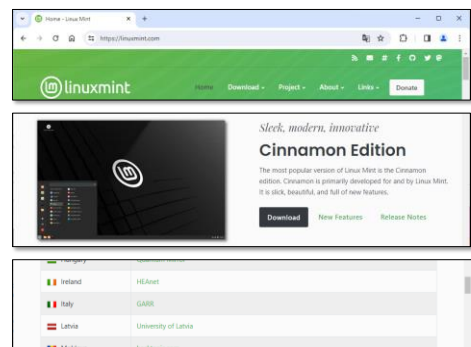 Home - Linux Mint
https://linuxmint.com
linuxmint
Home Download Project About Links Donate
Sleek, modern, innovative
Cinnamon Edition
The most popular version of Linux Mint is the Cinnamon
edition. Cinnamon is primarily developed for and by Linux Mint.
It is slick, beautiful, and full of new features.
Download New Features Release Notes
Ireland HEAnet
Italy GARR
Latvia University of Latvia